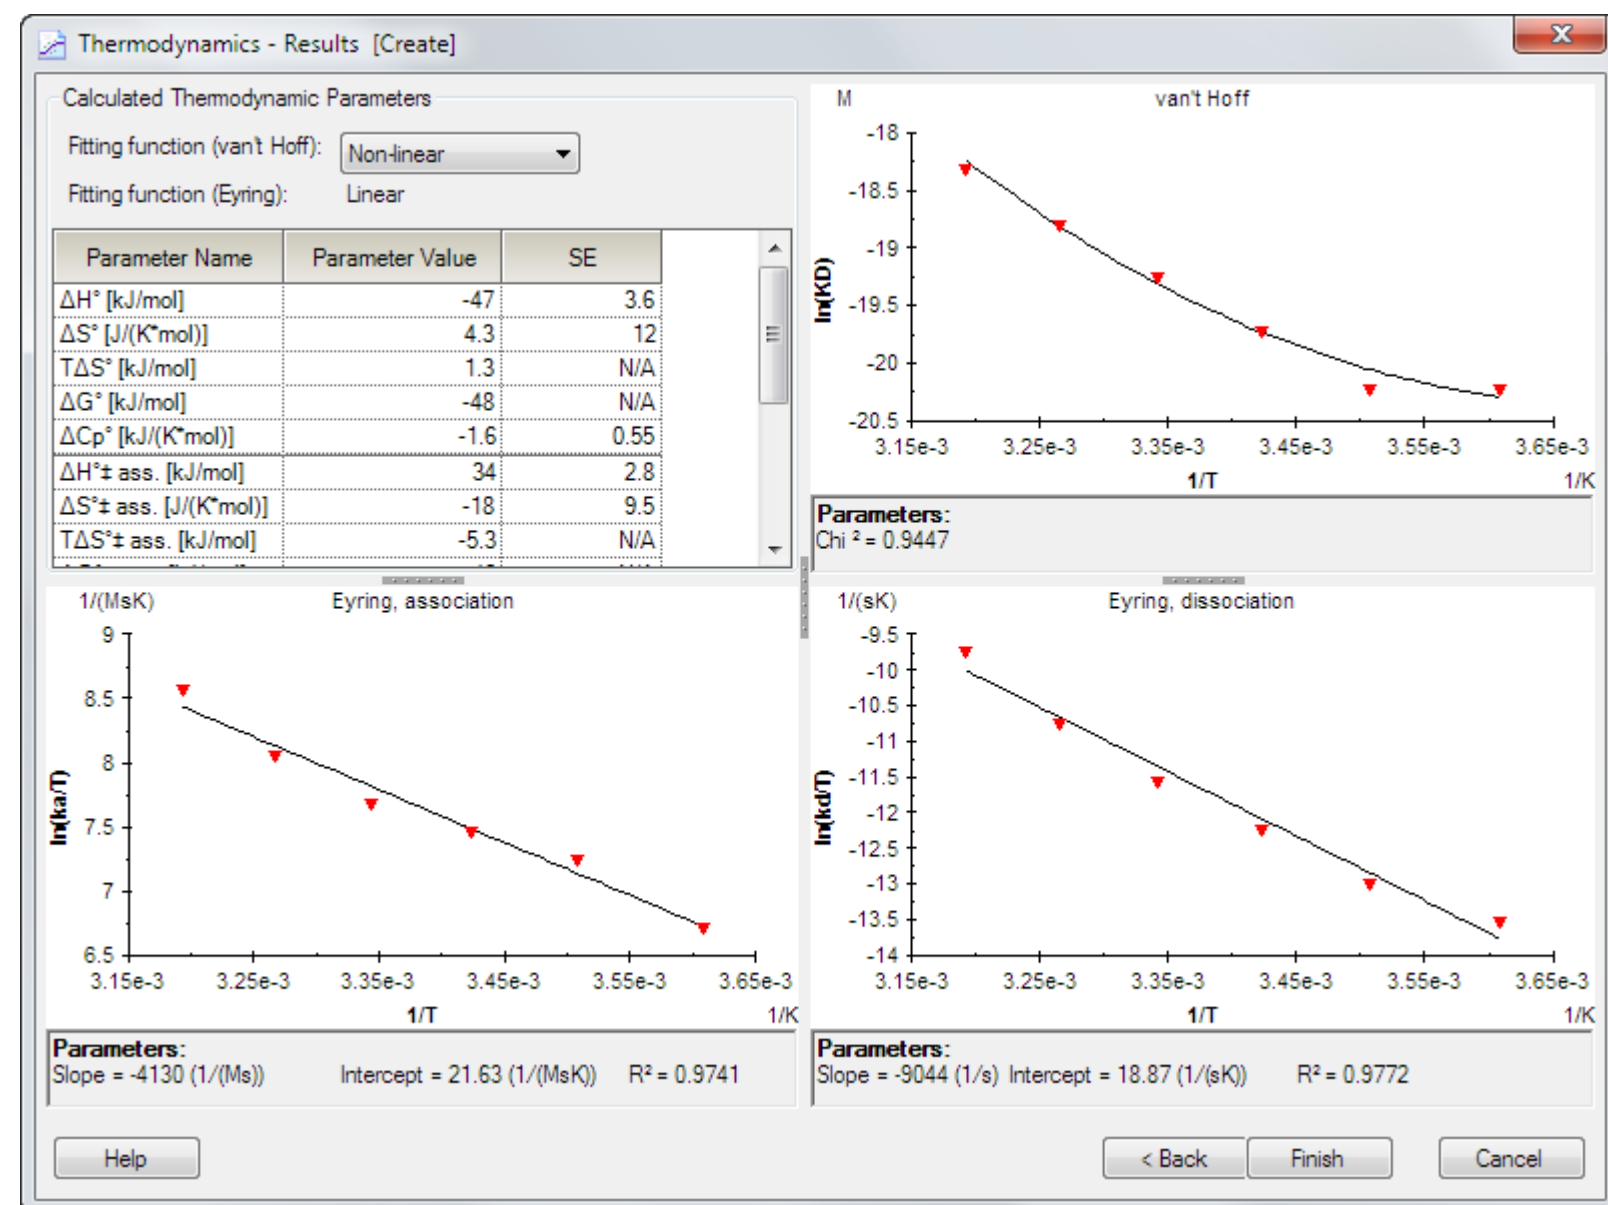 Thermodynamics - Results [Create]
Calculated Thermodynamic Parameters
Fitting function (van't Hoff): Non-linear
Fitting function (Eyring): Linear
Parameter Name Parameter Value SE
ΔH° [kJ/mol] -47 3.6
ΔS° [J/(K*mol)] 4.3 12
TΔS° [kJ/mol] 1.3 N/A
ΔG° [kJ/mol] -48 N/A
ΔCp° [kJ/(K*mol)] -1.6 0.55
ΔH°‡ ass. [kJ/mol] 34 2.8
ΔS°‡ ass. [J/(K*mol)] -18 9.5
TΔS°‡ ass. [kJ/mol] -5.3 N/A
M van't Hoff
-18
-18.5
-19
-19.5
-20
-20.5
ln(KD)
3.15e-3 3.25e-3 3.35e-3 3.45e-3 3.55e-3 3.65e-3
1/T 1/K
Parameters:
Chi ² = 0.9447
1/(MsK) Eyring, association
9
8.5
8
7.5
7
6.5
ln(ka/T)
3.15e-3 3.25e-3 3.35e-3 3.45e-3 3.55e-3 3.65e-3
1/T 1/K
Parameters:
Slope = -4130 (1/(Ms)) Intercept = 21.63 (1/(MsK)) R² = 0.9741
1/(sK) Eyring, dissociation
-9.5
-10
-10.5
-11
-11.5
-12
-12.5
-13
-13.5
-14
ln(kd/T)
3.15e-3 3.25e-3 3.35e-3 3.45e-3 3.55e-3 3.65e-3
1/T 1/K
Parameters:
Slope = -9044 (1/s) Intercept = 18.87 (1/(sK)) R² = 0.9772
Help < Back Finish Cancel